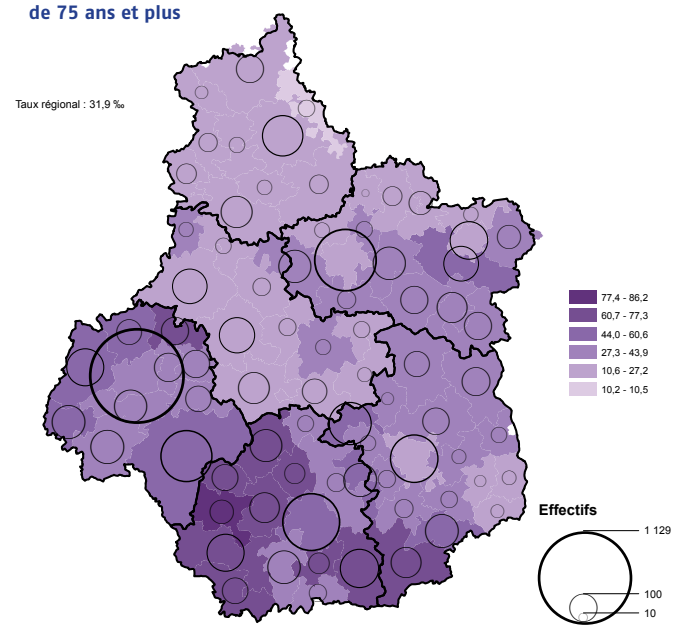 de 75 ans et plus
Taux régional : 31,9 ‰
77,4 - 86,2
60,7 - 77,3
44,0 - 60,6
27,3 - 43,9
10,6 - 27,2
10,2 - 10,5
Effectifs
1 129
100
10